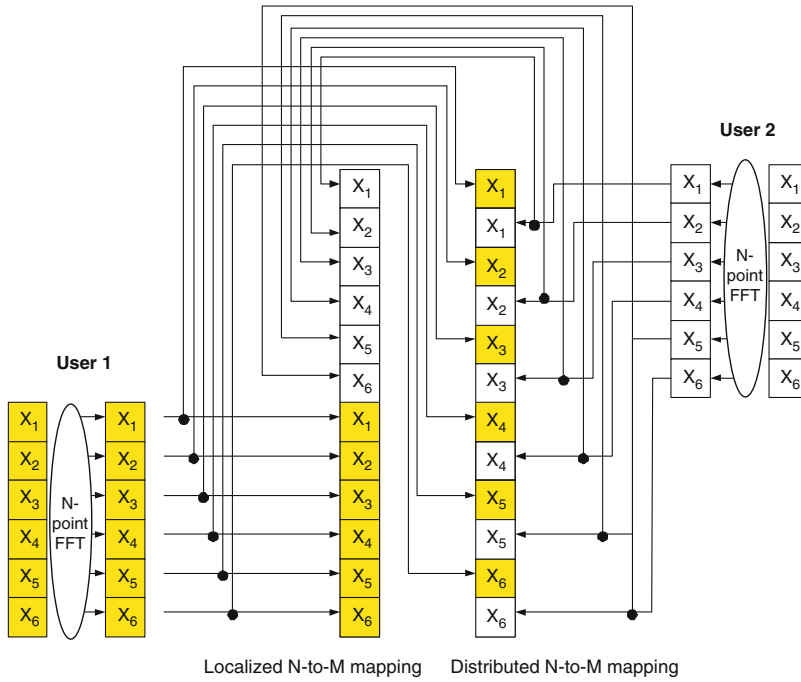 User 1
X1
X2
X3
X4
X5
X6
N-
point
FFT
X1
X2
X3
X4
X5
X6
X1
X2
X3
X4
X5
X6
X1
X2
X3
X4
X5
X6
Localized N-to-M mapping
X1
X1
X2
X2
X3
X3
X4
X4
X5
X5
X6
X6
Distributed N-to-M mapping
User 2
X1
X2
X3
X4
X5
X6
N-
point
FFT
X1
X2
X3
X4
X5
X6